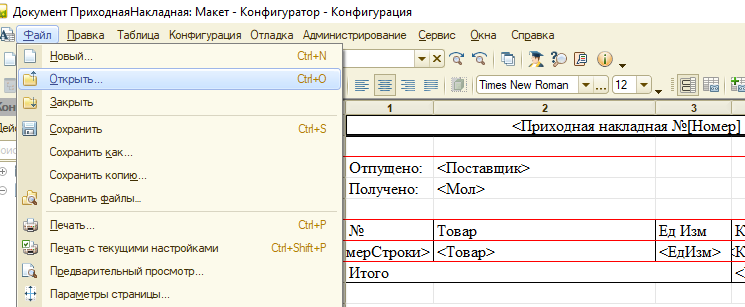 Документ ПриходнаяНакладная: Макет - Конфигуратор - Конфигурация
Файл Правка Таблица Конфигурация Отладка Администрирование Сервис Окна Справка
Новый... Ctrl+N
Открыть... Ctrl+O
Закрыть
Сохранить Ctrl+S
Сохранить как...
Сохранить копию...
Сравнить файлы...
Печать... Ctrl+P
Печать с текущими настройками Ctrl+Shift+P
Предварительный просмотр...
Параметры страницы...
Times New Roman 12
1 2 3
<Приходная накладная №[Номер]
Отпущено: <Поставщик>
Получено: <Мол>
№ Товар Ед Изм К
мерСтроки> <Товар> <ЕдИзм> <К
Итого <